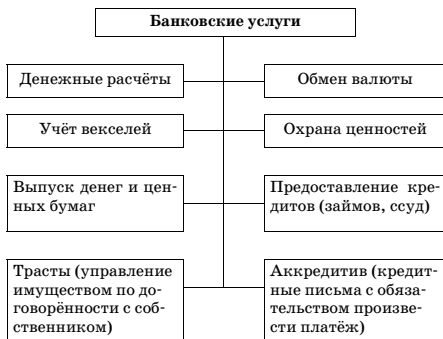 Банковские услуги
Денежные расчёты
Обмен валюты
Учёт векселей
Охрана ценностей
Выпуск денег и цен-
ных бумаг
Предоставление кре-
дитов (займов, ссуд)
Трасты (управление
имуществом по до-
говорённости с соб-
ственником)
Аккредитив (кредит-
ные письма с обяза-
тельством произве-
сти платёж)